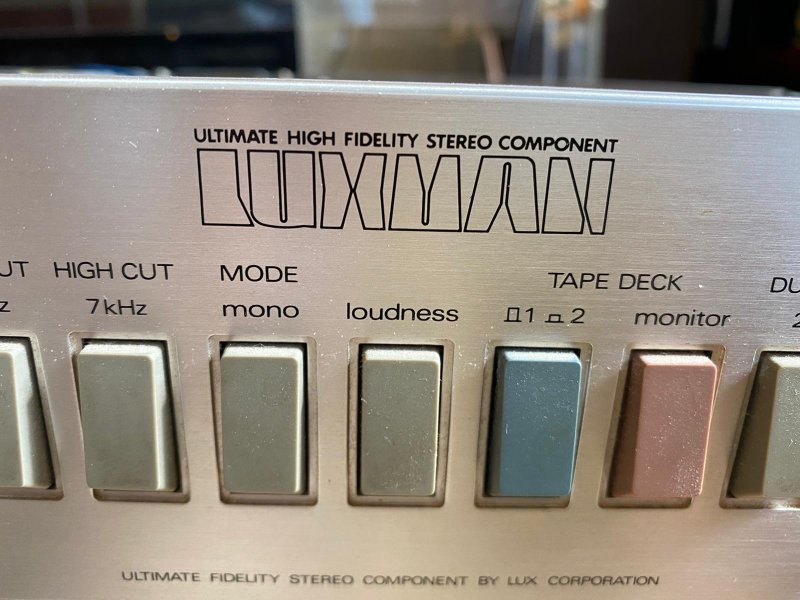 ULTIMATE HIGH FIDELITY STEREO COMPONENT
LUXMAN
HIGH CUT
MODE
TAPE DECK
7kHz
mono
loudness
1 2
monitor
ULTIMATE FIDELITY STEREO COMPONENT BY LUX CORPORATION